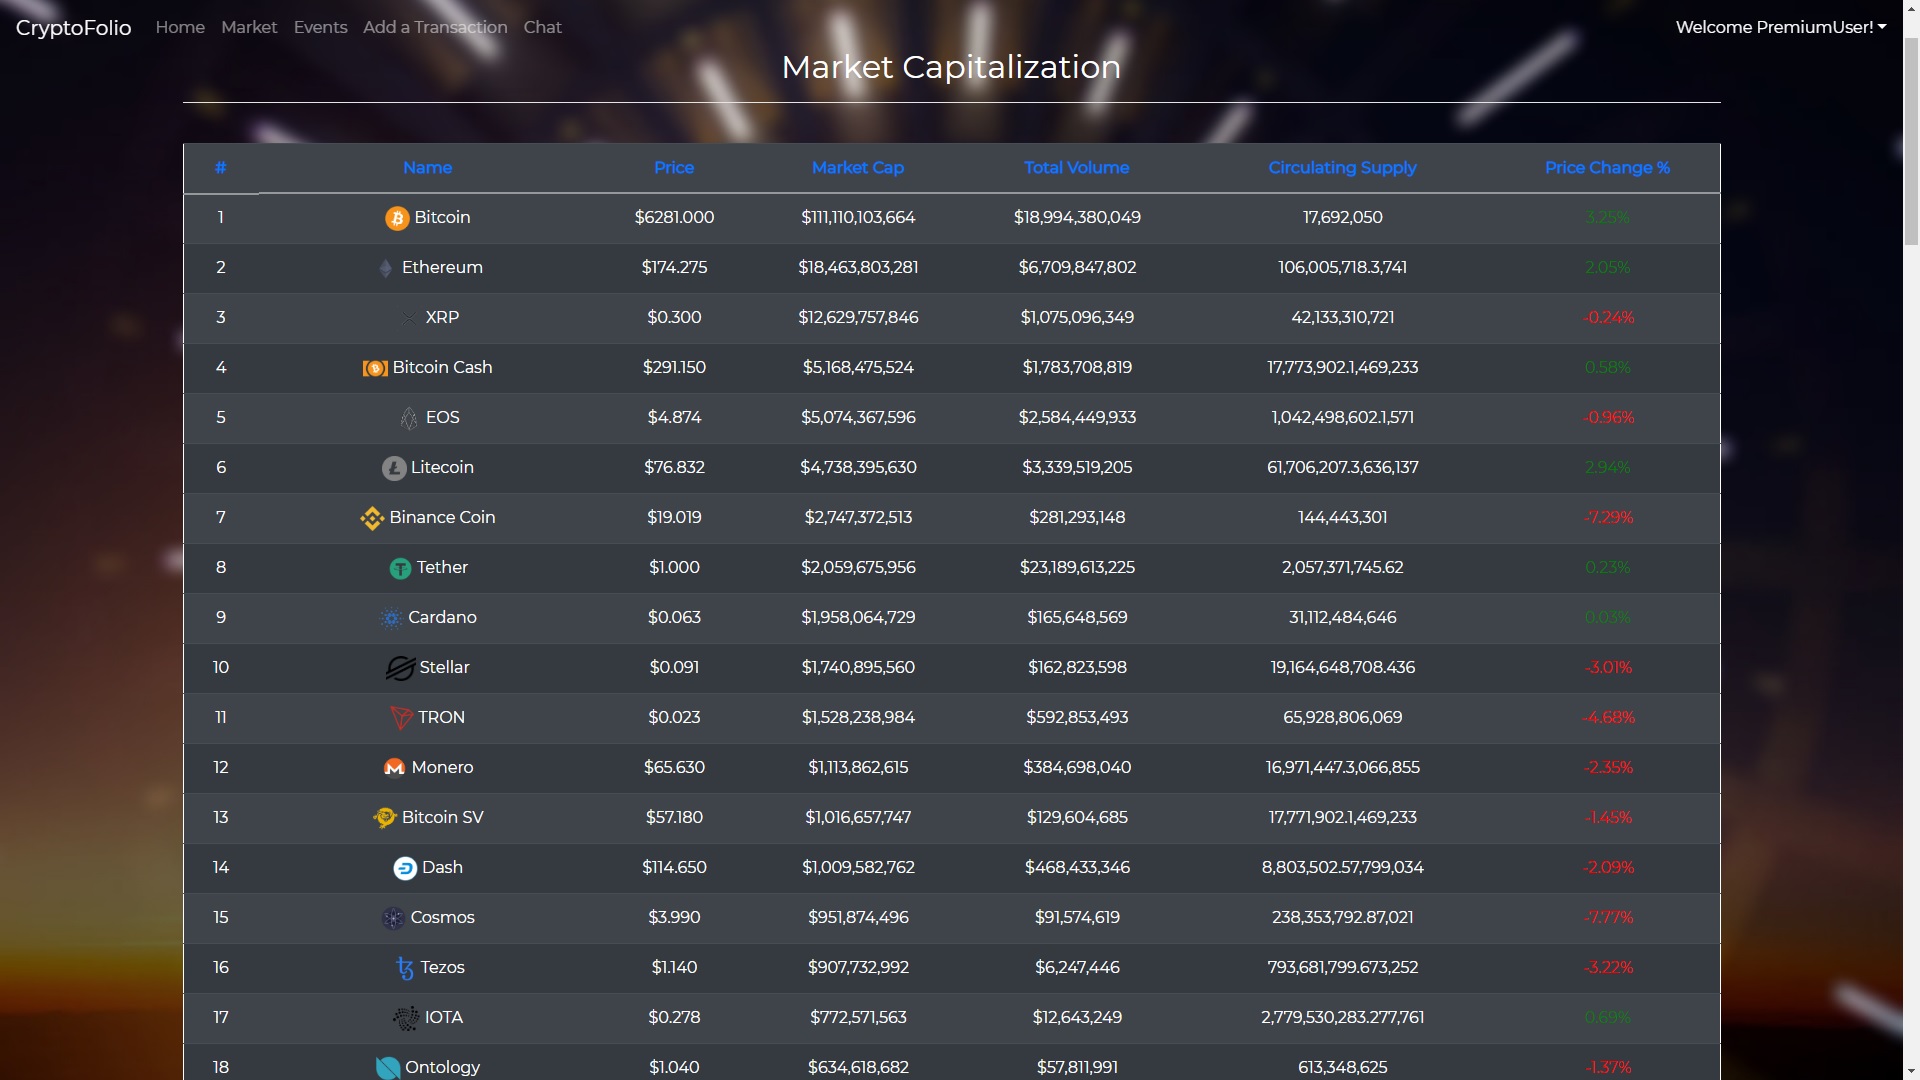 CryptoFolio Home Market Events Add a Transaction Chat Welcome PremiumUser!
Market Capitalization
# Name Price Market Cap Total Volume Circulating Supply Price Change %
1 Bitcoin $6281.000 $111,110,103,664 $18,994,380,049 17,692,050 3.25%
2 Ethereum $174.275 $18,463,803,281 $6,709,847,802 106,005,718.3,741 2.05%
3 XRP $0.300 $12,629,757,846 $1,075,096,349 42,133,310,721 -0.24%
4 Bitcoin Cash $291.150 $5,168,475,524 $1,783,708,819 17,773,902.1,469,233 0.58%
5 EOS $4.874 $5,074,367,596 $2,584,449,933 1,042,498,602.1,571 -0.96%
6 Litecoin $76.832 $4,738,395,630 $3,339,519,205 61,706,207.3,636,137 2.94%
7 Binance Coin $19.019 $2,747,372,513 $281,293,148 144,443,301 -7.29%
8 Tether $1.000 $2,059,675,956 $23,189,613,225 2,057,371,745.62 0.23%
9 Cardano $0.063 $1,958,064,729 $165,648,569 31,112,484,646 0.03%
10 Stellar $0.091 $1,740,895,560 $162,823,598 19,164,648,708.436 -3.01%
11 TRON $0.023 $1,528,238,984 $592,853,493 65,928,806,069 -4.68%
12 Monero $65.630 $1,113,862,615 $384,698,040 16,971,447.3,066,855 -2.35%
13 Bitcoin SV $57.180 $1,016,657,747 $129,604,685 17,771,902.1,469,233 -1.45%
14 Dash $114.650 $1,009,582,762 $468,433,346 8,803,502.57,799,034 -2.09%
15 Cosmos $3.990 $951,874,496 $91,574,619 238,353,792.87,021 -7.77%
16 Tezos $1.140 $907,732,992 $6,247,446 793,681,799.673,252 -3.22%
17 IOTA $0.278 $772,571,563 $12,643,249 2,779,530,283.277,761 0.69%
18 Ontology $1.040 $634,618,682 $57,811,991 613,348,625 -1.37%